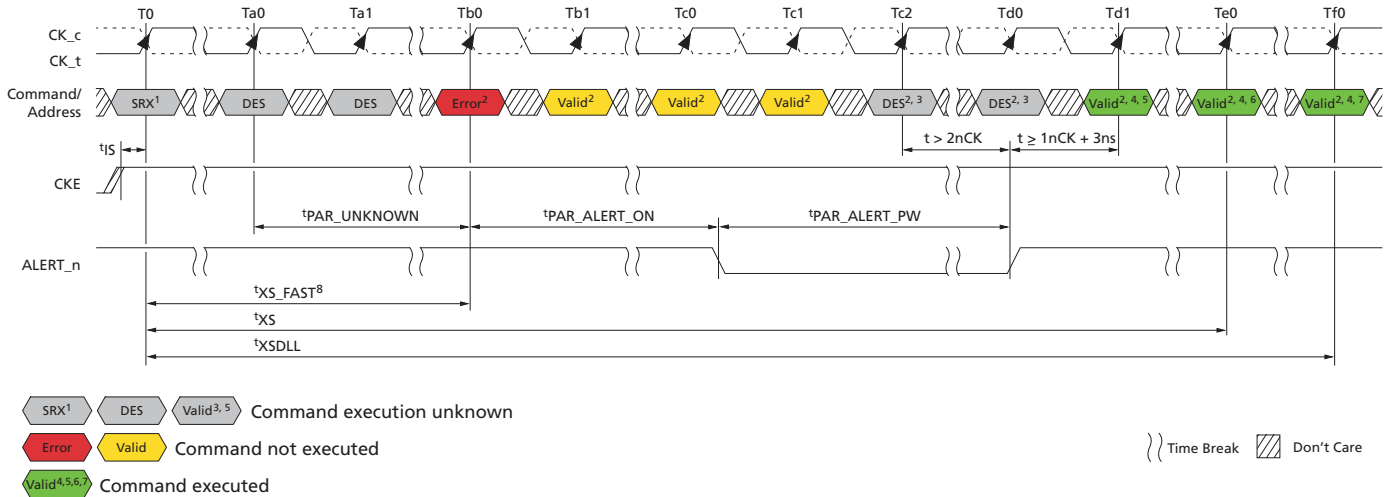 T0 Ta0 Ta1 Tb0 Tb1 Tc0 Tc1 Tc2 Td0 Td1 Te0 Tf0
CK_c
CK_t
Command/
Address
SRX¹ DES DES Error² Valid² Valid² Valid² DES²,³ DES²,³ Valid²,⁴,⁵ Valid²,⁴,⁶ Valid²,⁴,⁷
tIS
t > 2nCK
t ≥ 1nCK + 3ns
CKE
tPAR_UNKNOWN tPAR_ALERT_ON tPAR_ALERT_PW
ALERT_n
tXS_FAST⁸
tXS
tXSDLL
SRX¹ DES Valid³,⁵ Command execution unknown
Error Valid Command not executed
Valid⁴,⁵,⁶,⁷ Command executed
Time Break
Don't Care